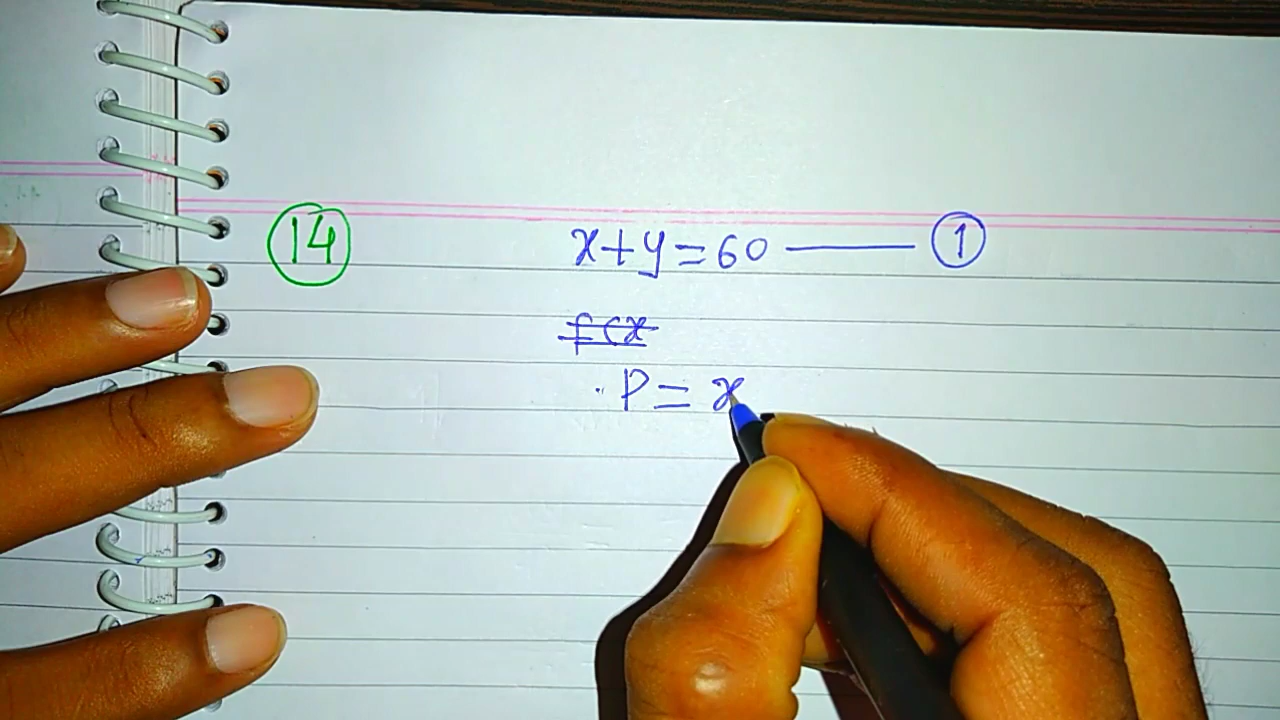 14 x+y=60 —— 1
f(x
P= x